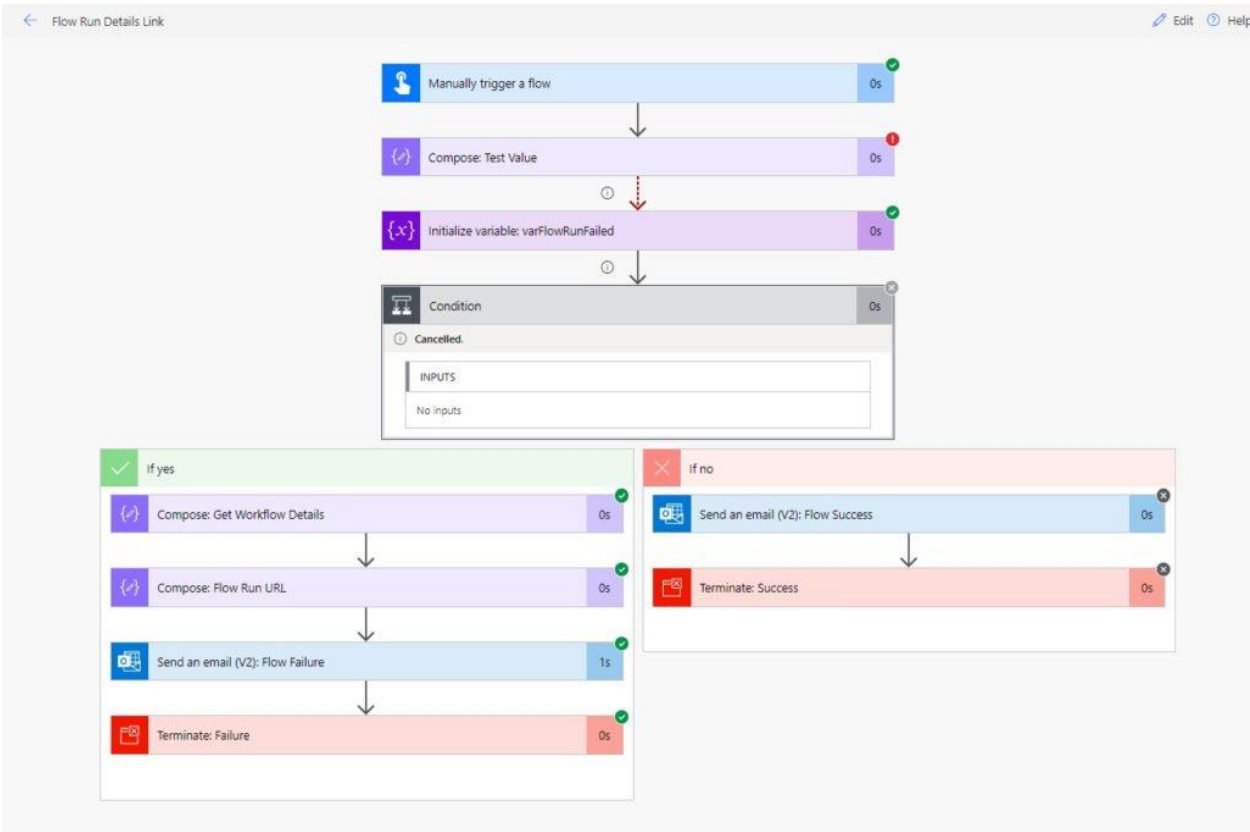 Flow Run Details Link
Edit
Help
Manually trigger a flow
0s
Compose: Test Value
0s
Initialize variable: varFlowRunFailed
0s
Condition
0s
Cancelled.
INPUTS
No inputs
If yes
Compose: Get Workflow Details
0s
Compose: Flow Run URL
0s
Send an email (V2): Flow Failure
1s
Terminate: Failure
0s
If no
Send an email (V2): Flow Success
0s
Terminate: Success
0s